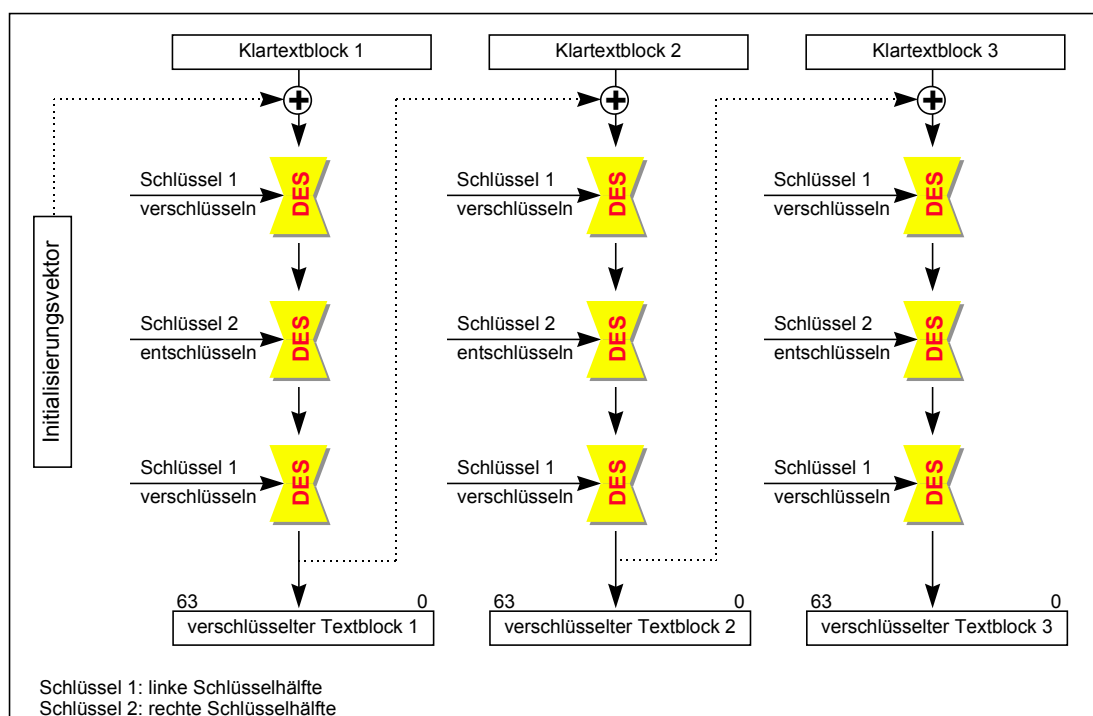 Klartextblock 1
Klartextblock 2
Klartextblock 3
Initialisierungsvektor
Schlüssel 1
verschlüsseln
DES
Schlüssel 1
verschlüsseln
DES
Schlüssel 1
verschlüsseln
DES
Schlüssel 2
entschlüsseln
DES
Schlüssel 2
entschlüsseln
DES
Schlüssel 2
entschlüsseln
DES
Schlüssel 1
verschlüsseln
DES
Schlüssel 1
verschlüsseln
DES
Schlüssel 1
verschlüsseln
DES
63 0
63 0
63 0
verschlüsselter Textblock 1
verschlüsselter Textblock 2
verschlüsselter Textblock 3
Schlüssel 1: linke Schlüsselhälfte
Schlüssel 2: rechte Schlüsselhälfte